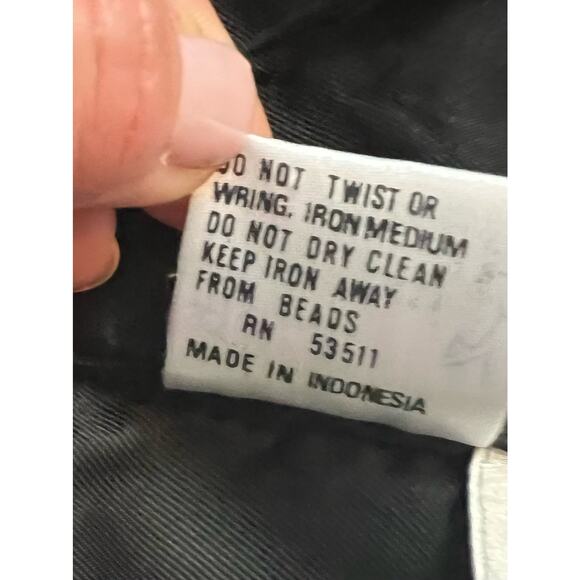 DO NOT TWIST OR
WRING. IRON MEDIUM
DO NOT DRY CLEAN
KEEP IRON AWAY
FROM BEADS
RN 53511
MADE IN INDONESIA